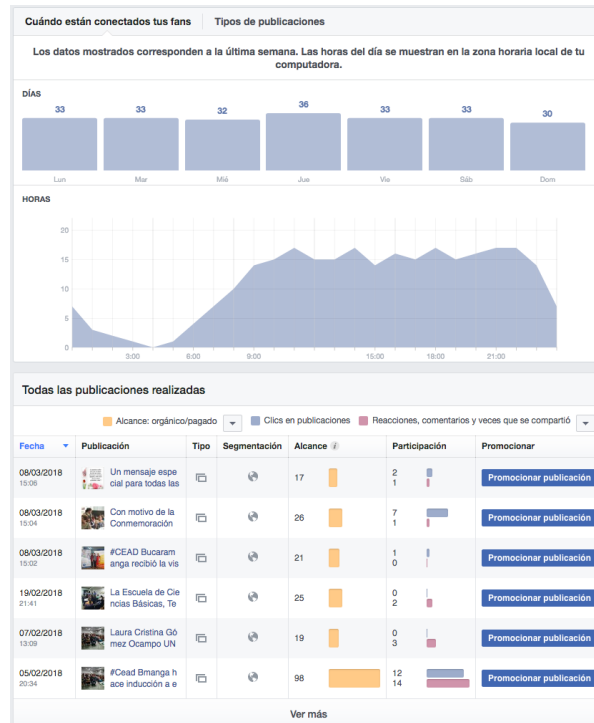 Cuándo están conectados tus fans Tipos de publicaciones
Los datos mostrados corresponden a la última semana. Las horas del día se muestran en la zona horaria local de tu
computadora.
DÍAS
33 33 32 36 33 33 30
Lun Mar Mié Jue Vie Sáb Dom
HORAS
20
15
10
5
0
3:00 6:00 9:00 15:00 18:00 21:00
Todas las publicaciones realizadas
Alcance: orgánico/pagado Clics en publicaciones Reacciones, comentarios y veces que se compartió
Fecha Publicación Tipo Segmentación Alcance i Participación Promocionar
08/03/2018 Un mensaje espe 2
15:06 cial para todas las 17 1 Promocionar publicación
08/03/2018 Con motivo de la 7
15:04 Conmemoración 26 1 Promocionar publicación
08/03/2018 #CEAD Bucaram 1
15:02 anga recibió la vis 21 0 Promocionar publicación
19/02/2018 La Escuela de Cie 0
21:41 ncias Básicas, Te 25 2 Promocionar publicación
07/02/2018 Laura Cristina Gó 0
13:09 mez Ocampo UN 19 3 Promocionar publicación
05/02/2018 #Cead Bmanga h 12
20:34 ace inducción a e 98 14 Promocionar publicación
Ver más